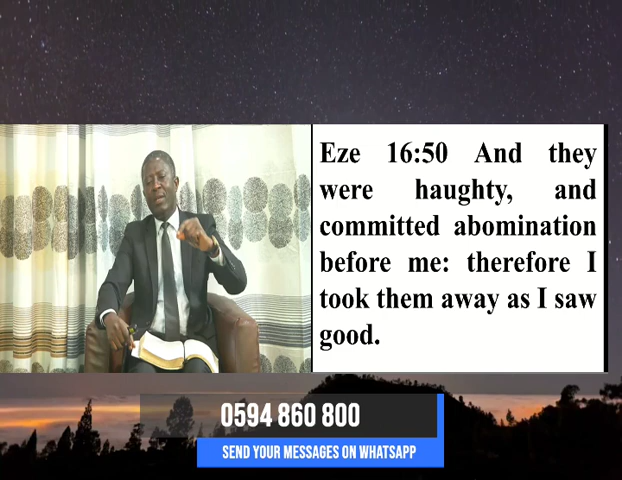 Eze 16:50 And they
were haughty, and
committed abomination
before me: therefore I
took them away as I saw
good.
0594 860 800
SEND YOUR MESSAGES ON WHATSAPP